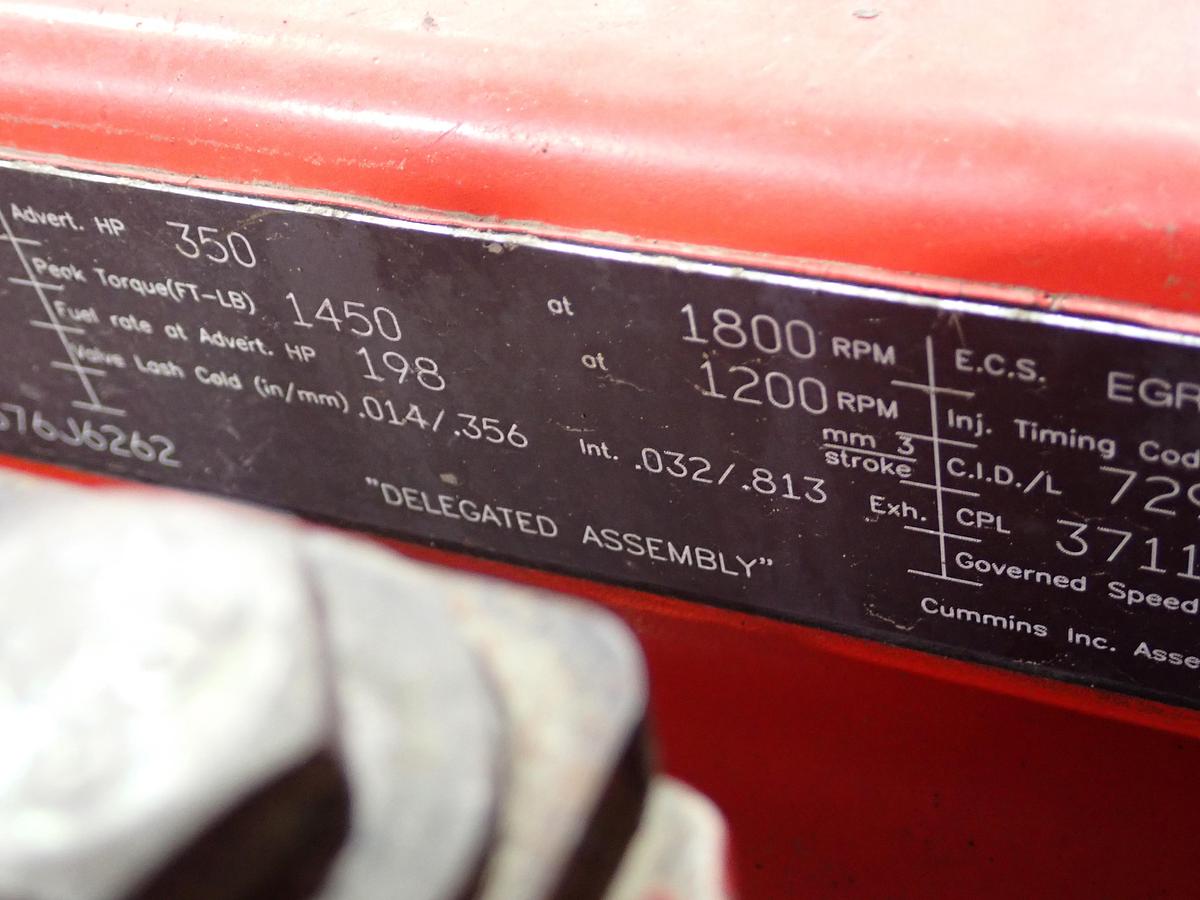 Advert. HP 350 at 1800 RPM
Peak Torque(FT-LB) 1450 at 1200 RPM
Fuel rate at Advert. HP 198 mm 3 stroke
Valve Lash Cold (in/mm) .014/.356 Int. .032/.813 Exh.
76J6262
"DELEGATED ASSEMBLY"
E.C.S. EGR
Inj. Timing Cod
C.I.D./L 729
CPL 3711
Governed Speed
Cummins Inc. Asse